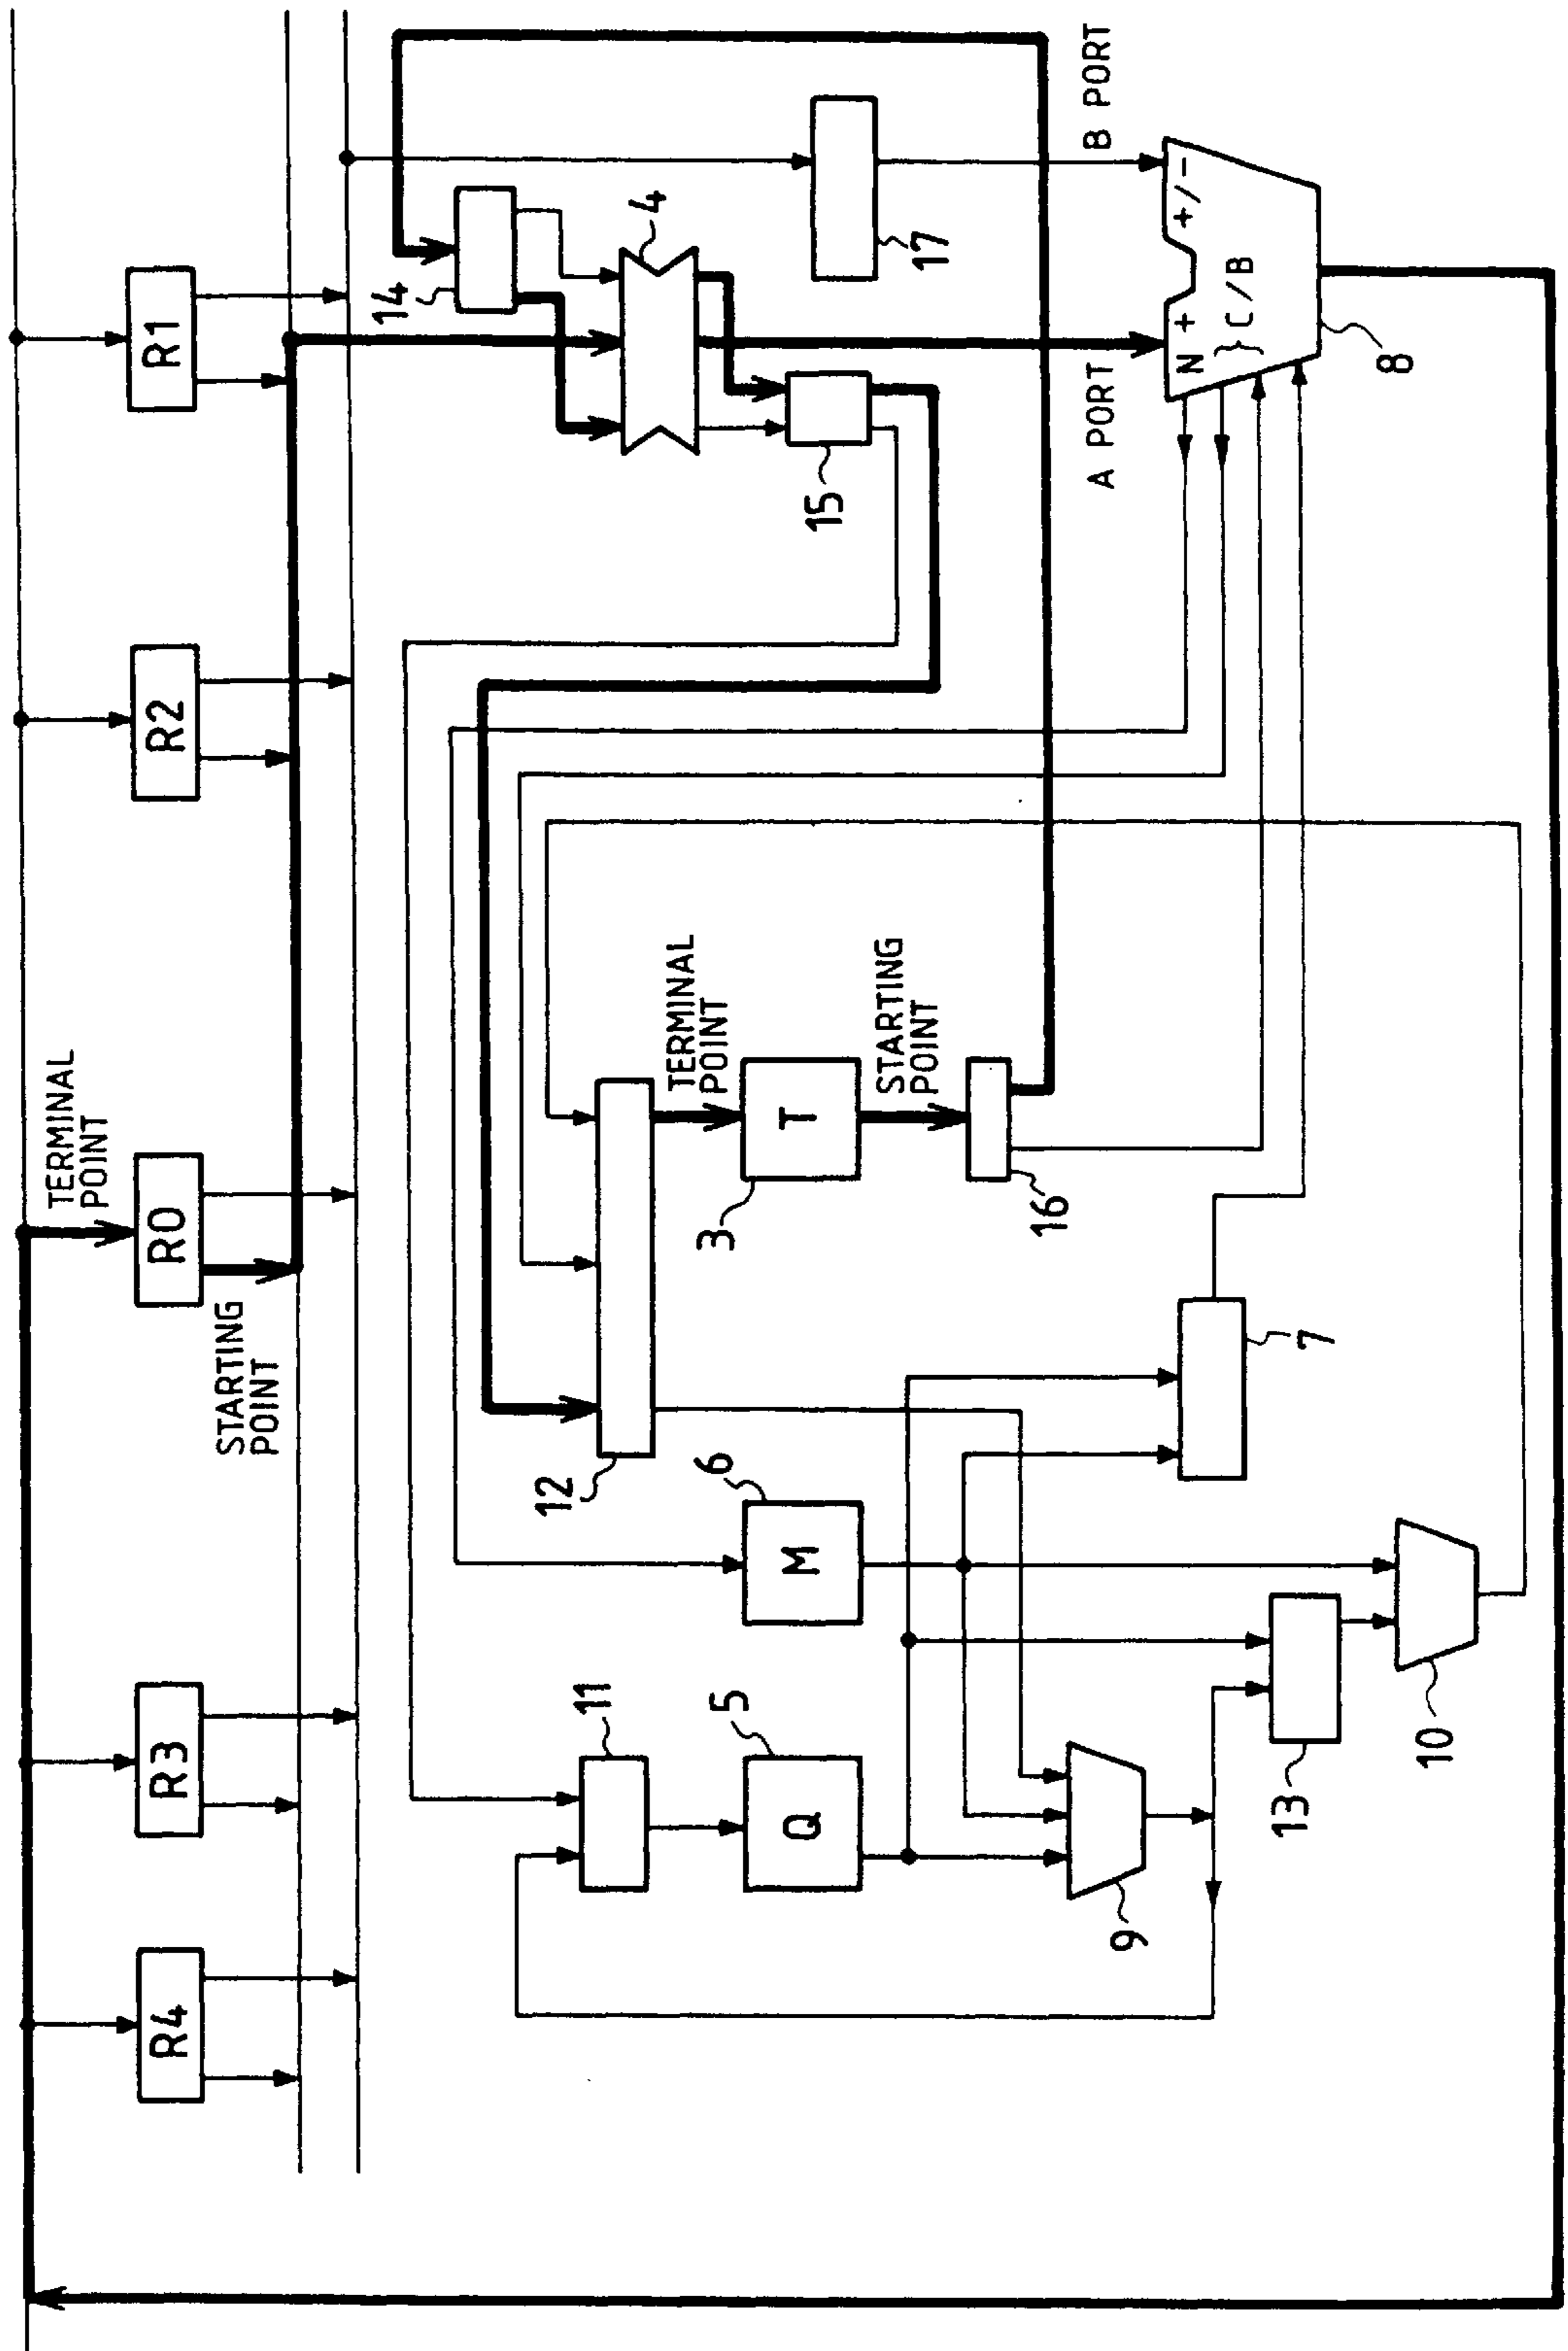 R4
R3
R0
R2
R1
TERMINAL
POINT
STARTING
POINT
14
4
17
15
B PORT
A PORT
N + +/-
} C/B
8
11
5
Q
6
M
12
TERMINAL
POINT
3
T
STARTING
POINT
16
7
9
13
10